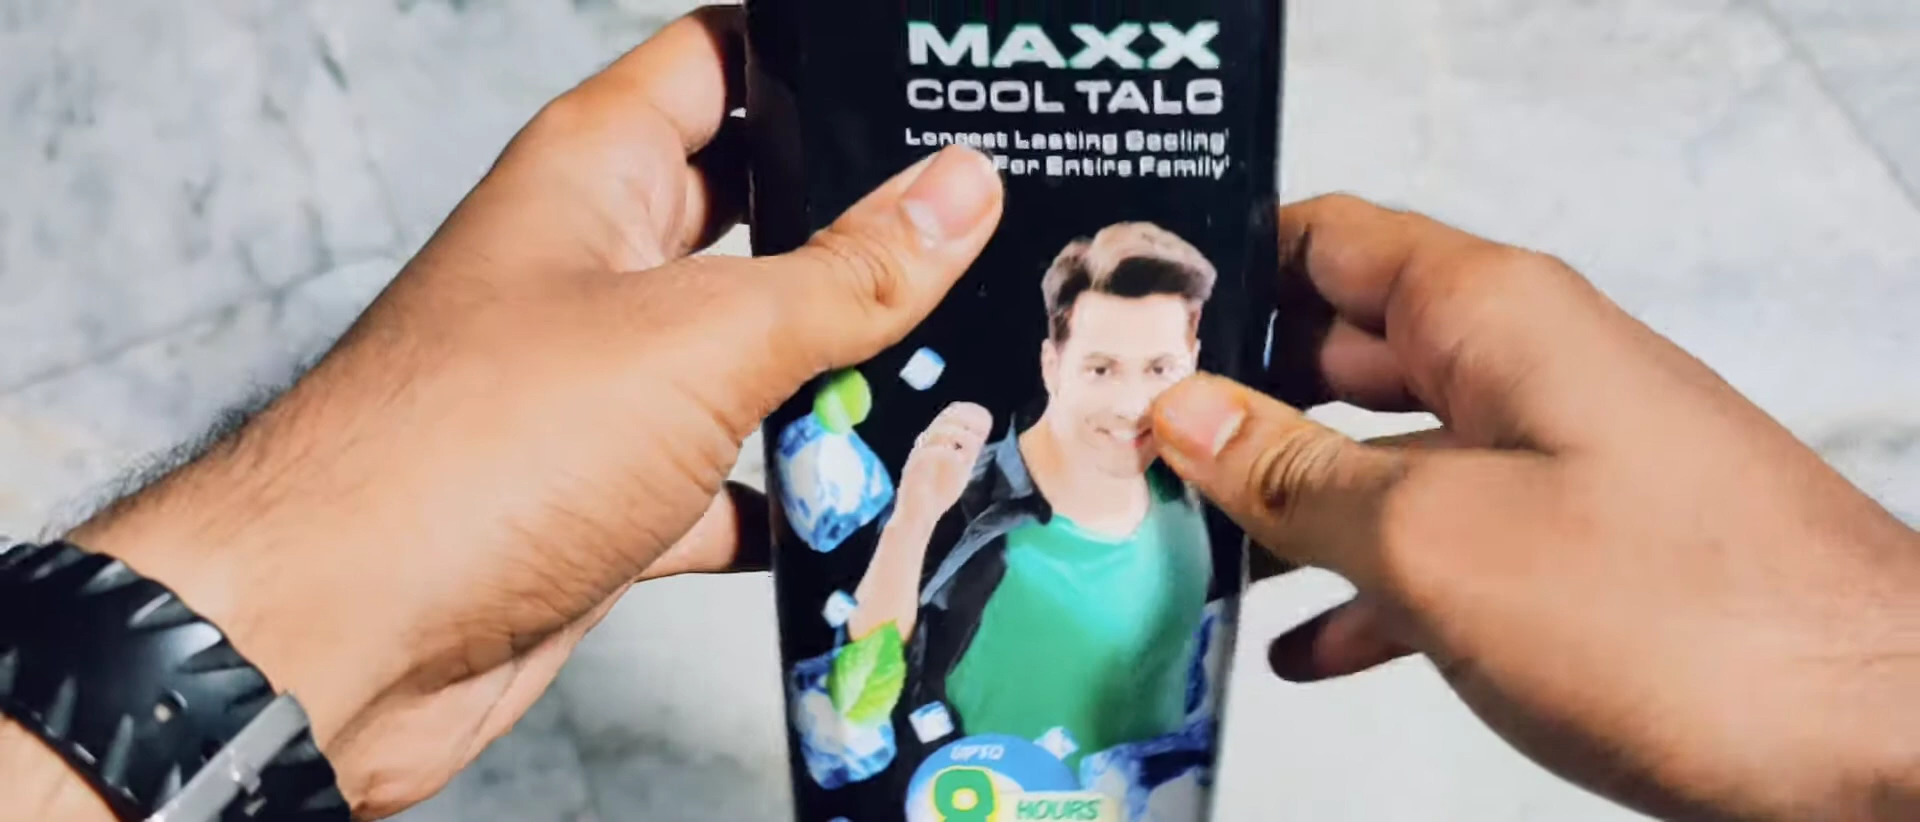 MAXX
COOL TALC
Longest Lasting Cooling
For Entire Family
UPTO
8
HOURS